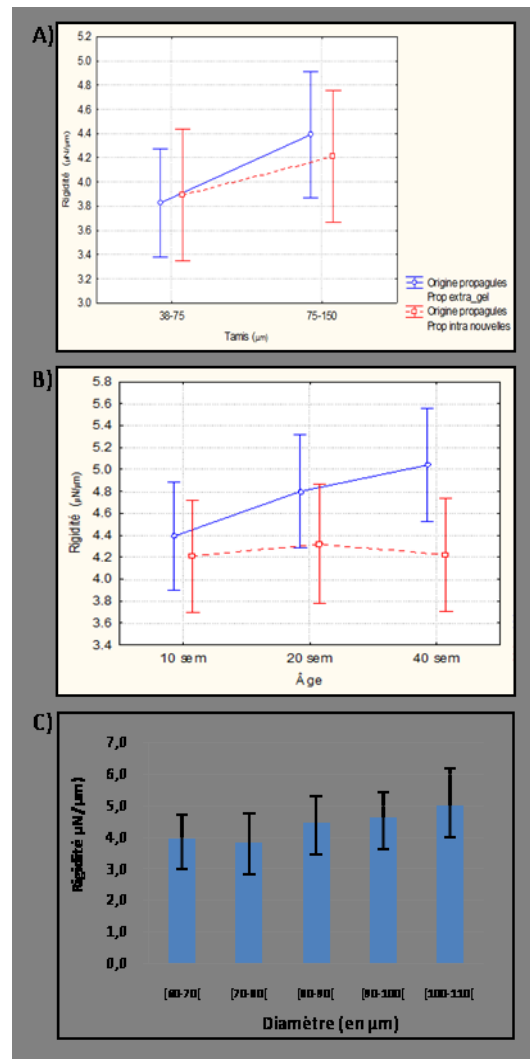 A)
5.2
5.0
4.8
4.6
4.4
4.2
4.0
3.8
3.6
3.4
3.2
3.0
Rigidité (µN/µm)
38-75
75-150
Tamis (µm)
Origine propagules
Prop extra_gel
Origine propagules
Prop intra nouvelles
B)
5.8
5.6
5.4
5.2
5.0
4.8
4.6
4.4
4.2
4.0
3.8
3.6
3.4
Rigidité (µN/µm)
10 sem
20 sem
40 sem
Âge
C)
7,0
6,0
5,0
4,0
3,0
2,0
1,0
0,0
Rigidité µN/µm)
[60-70[
[70-80[
[80-90[
[90-100[
[100-110[
Diamètre (en µm)